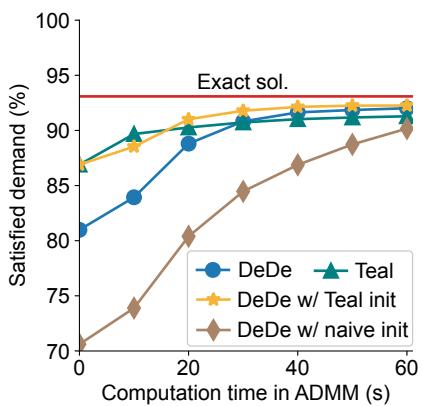 100
95
90
85
80
75
70
Satisfied demand (%)
Exact sol.
DeDe
Teal
DeDe w/ Teal init
DeDe w/ naive init
0
20
40
60
Computation time in ADMM (s)